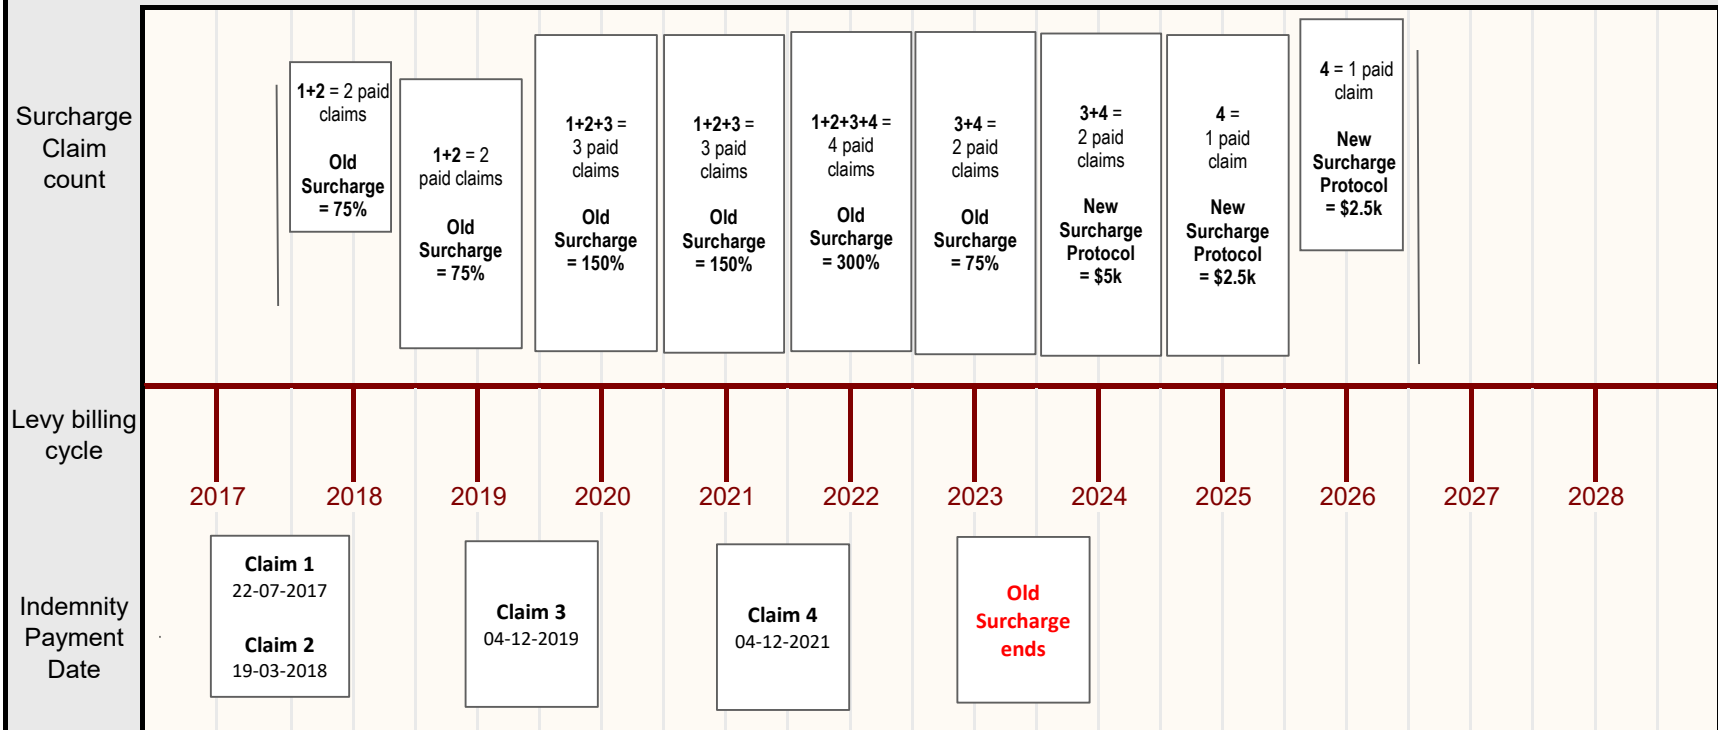 Surcharge
Claim
count
1+2 = 2 paid
claims
Old
Surcharge
= 75%
1+2 = 2
paid claims
Old
Surcharge
= 75%
1+2+3 =
3 paid
claims
Old
Surcharge
= 150%
1+2+3 =
3 paid
claims
Old
Surcharge
= 150%
1+2+3+4 =
4 paid
claims
Old
Surcharge
= 300%
3+4 =
2 paid
claims
Old
Surcharge
= 75%
3+4 =
2 paid
claims
New
Surcharge
Protocol
= $5k
4 =
1 paid
claim
New
Surcharge
Protocol
= $2.5k
4 = 1 paid
claim
New
Surcharge
Protocol
= $2.5k
Levy billing
cycle
2017
2018
2019
2020
2021
2022
2023
2024
2025
2026
2027
2028
Indemnity
Payment
Date
Claim 1
22-07-2017
Claim 2
19-03-2018
Claim 3
04-12-2019
Claim 4
04-12-2021
Old
Surcharge
ends